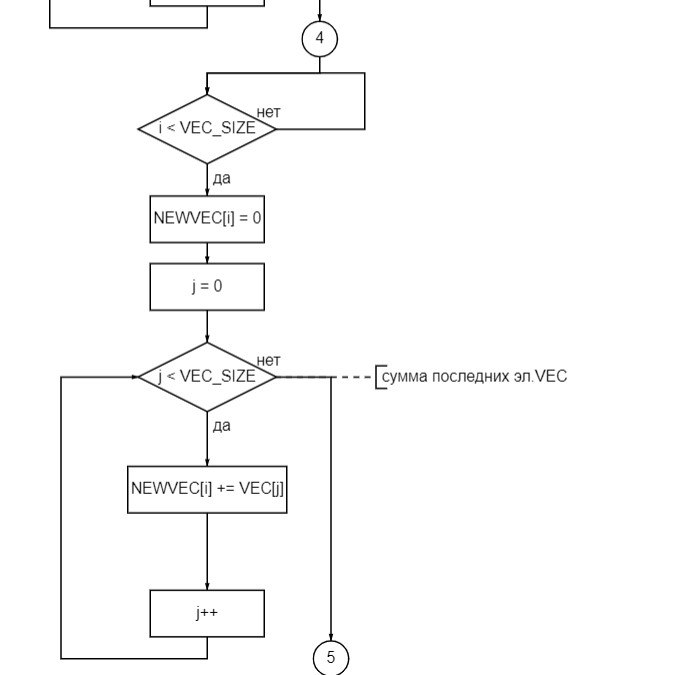 4
нет
i < VEC_SIZE
да
NEWVEC[i] = 0
j = 0
нет
j < VEC_SIZE
сумма последних эл.VEC
да
NEWVEC[i] += VEC[j]
j++
5